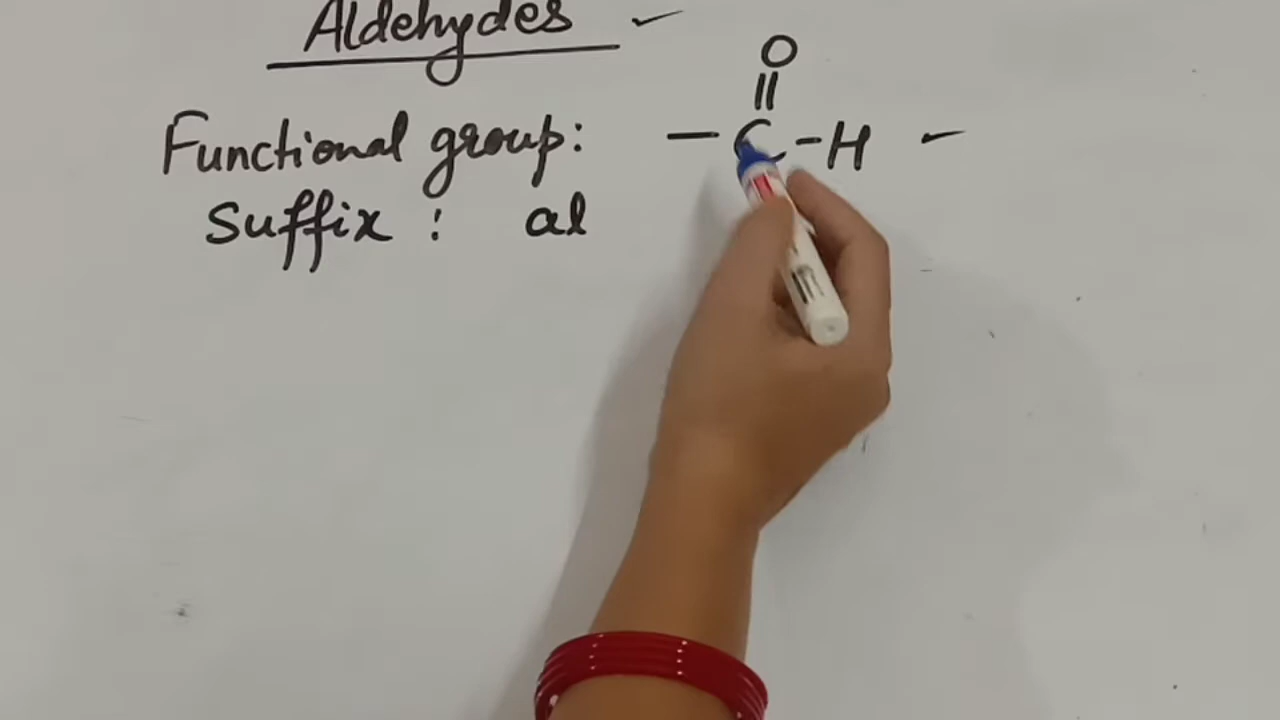 Aldehydes
O
||
Functional group: – C – H
Suffix : al